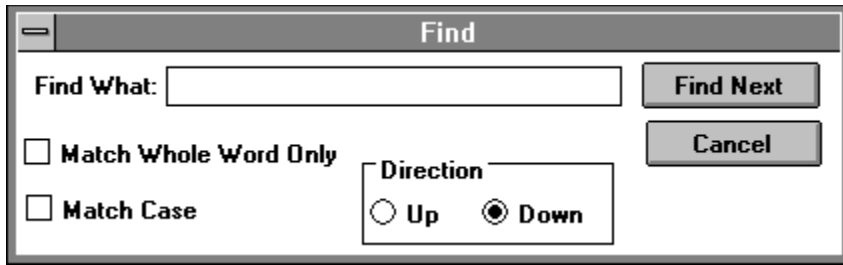 Find
Find What:
Find Next
Match Whole Word Only
Cancel
Direction
Match Case
Up
Down